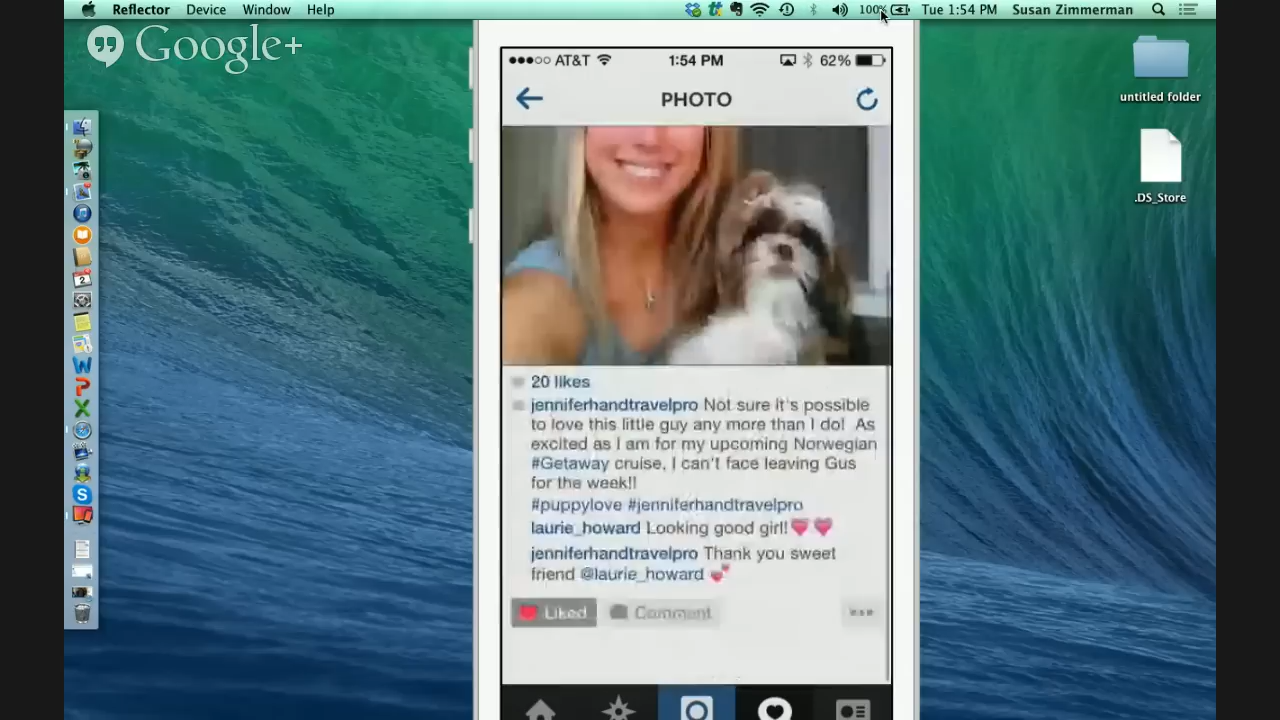 Reflector Device Window Help 100% Tue 1:54 PM Susan Zimmerman
Google+
AT&T 1:54 PM 62%
untitled folder
PHOTO
.DS_Store
20 likes
jenniferhandtravelpro Not sure it's possible
to love this little guy any more than I do! As
excited as I am for my upcoming Norwegian
#Getaway cruise, I can't face leaving Gus
for the week!!
#puppylove #jenniferhandtravelpro
laurie_howard Looking good girl!
jenniferhandtravelpro Thank you sweet
friend @laurie_howard
Liked Comment